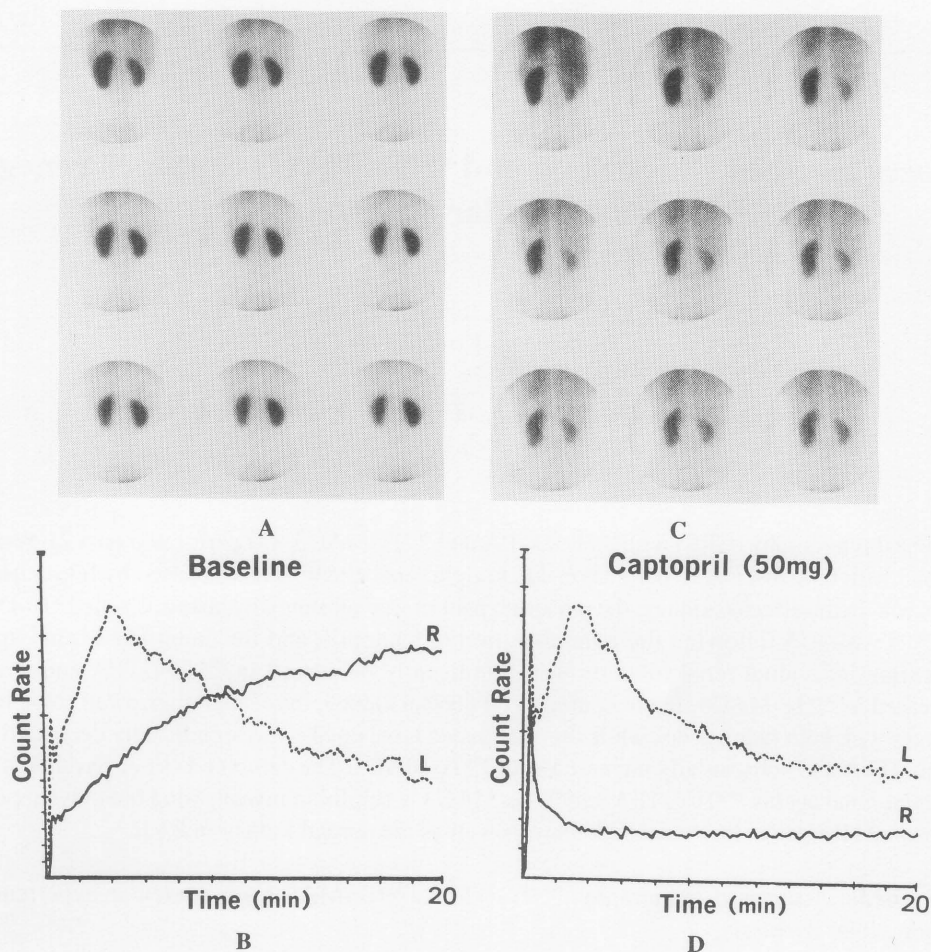 A
C
Baseline
Count Rate
R
L
Time (min)
20
B
Captopril (50mg)
Count Rate
L
R
Time (min)
20
D